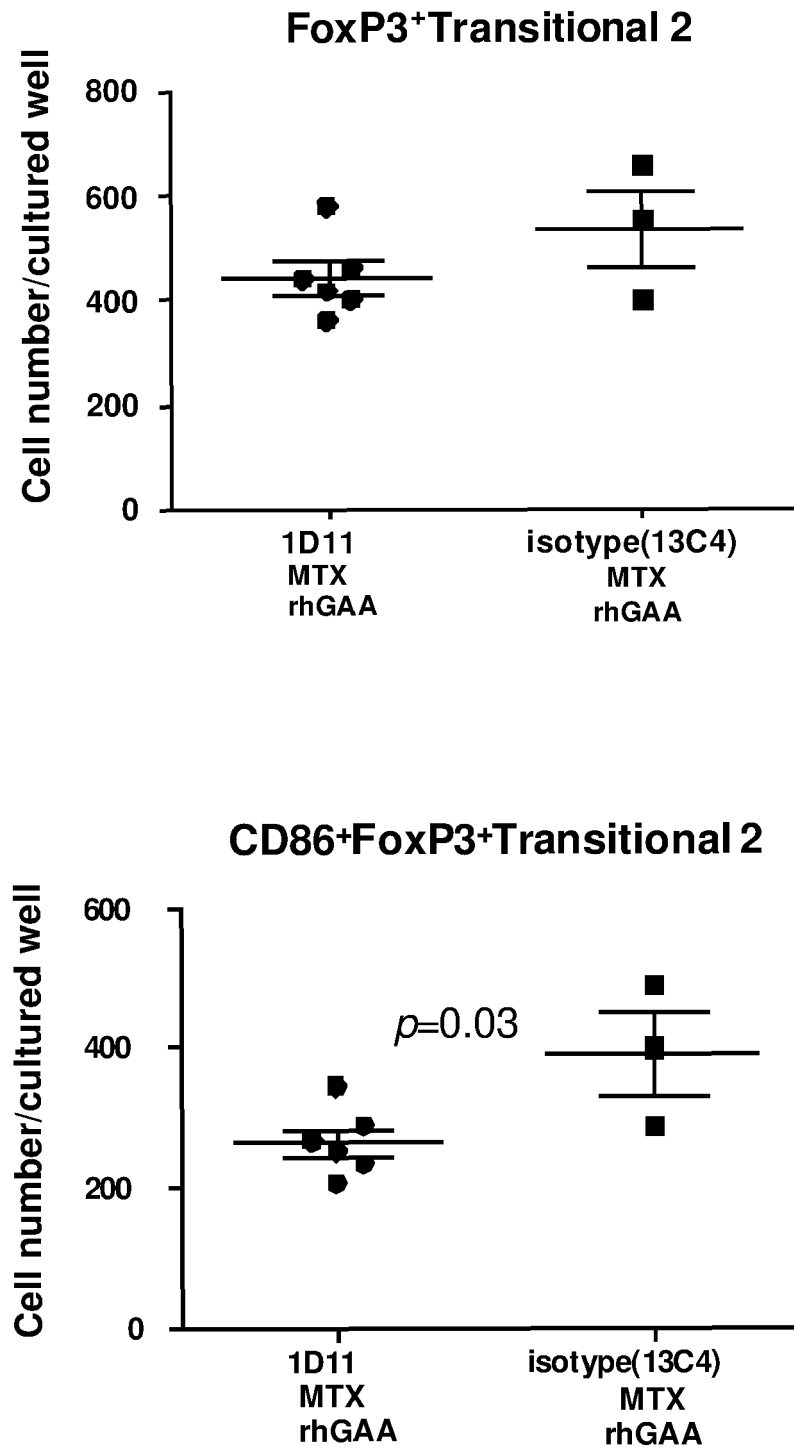 FoxP3⁺Transitional 2
Cell number/cultured well
800
600
400
200
0
1D11
MTX
rhGAA
isotype(13C4)
MTX
rhGAA
CD86⁺FoxP3⁺Transitional 2
Cell number/cultured well
600
400
200
0
p=0.03
1D11
MTX
rhGAA
isotype(13C4)
MTX
rhGAA